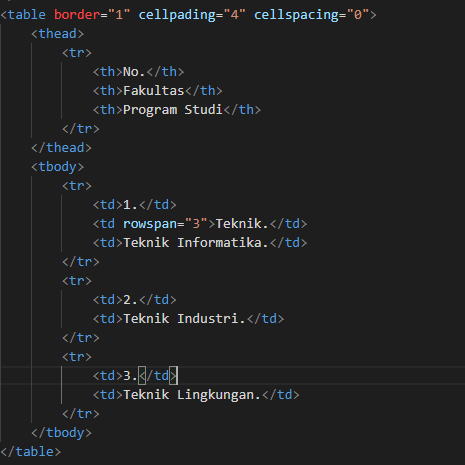 <table border="1" cellpading="4" cellspacing="0">
    <thead>
        <tr>
            <th>No.</th>
            <th>Fakultas</th>
            <th>Program Studi</th>
        </tr>
    </thead>
    <tbody>
        <tr>
            <td>1.</td>
            <td rowspan="3">Teknik.</td>
            <td>Teknik Informatika.</td>
        </tr>
        <tr>
            <td>2.</td>
            <td>Teknik Industri.</td>
        </tr>
        <tr>
            <td>3.</td>
            <td>Teknik Lingkungan.</td>
        </tr>
    </tbody>
</table>